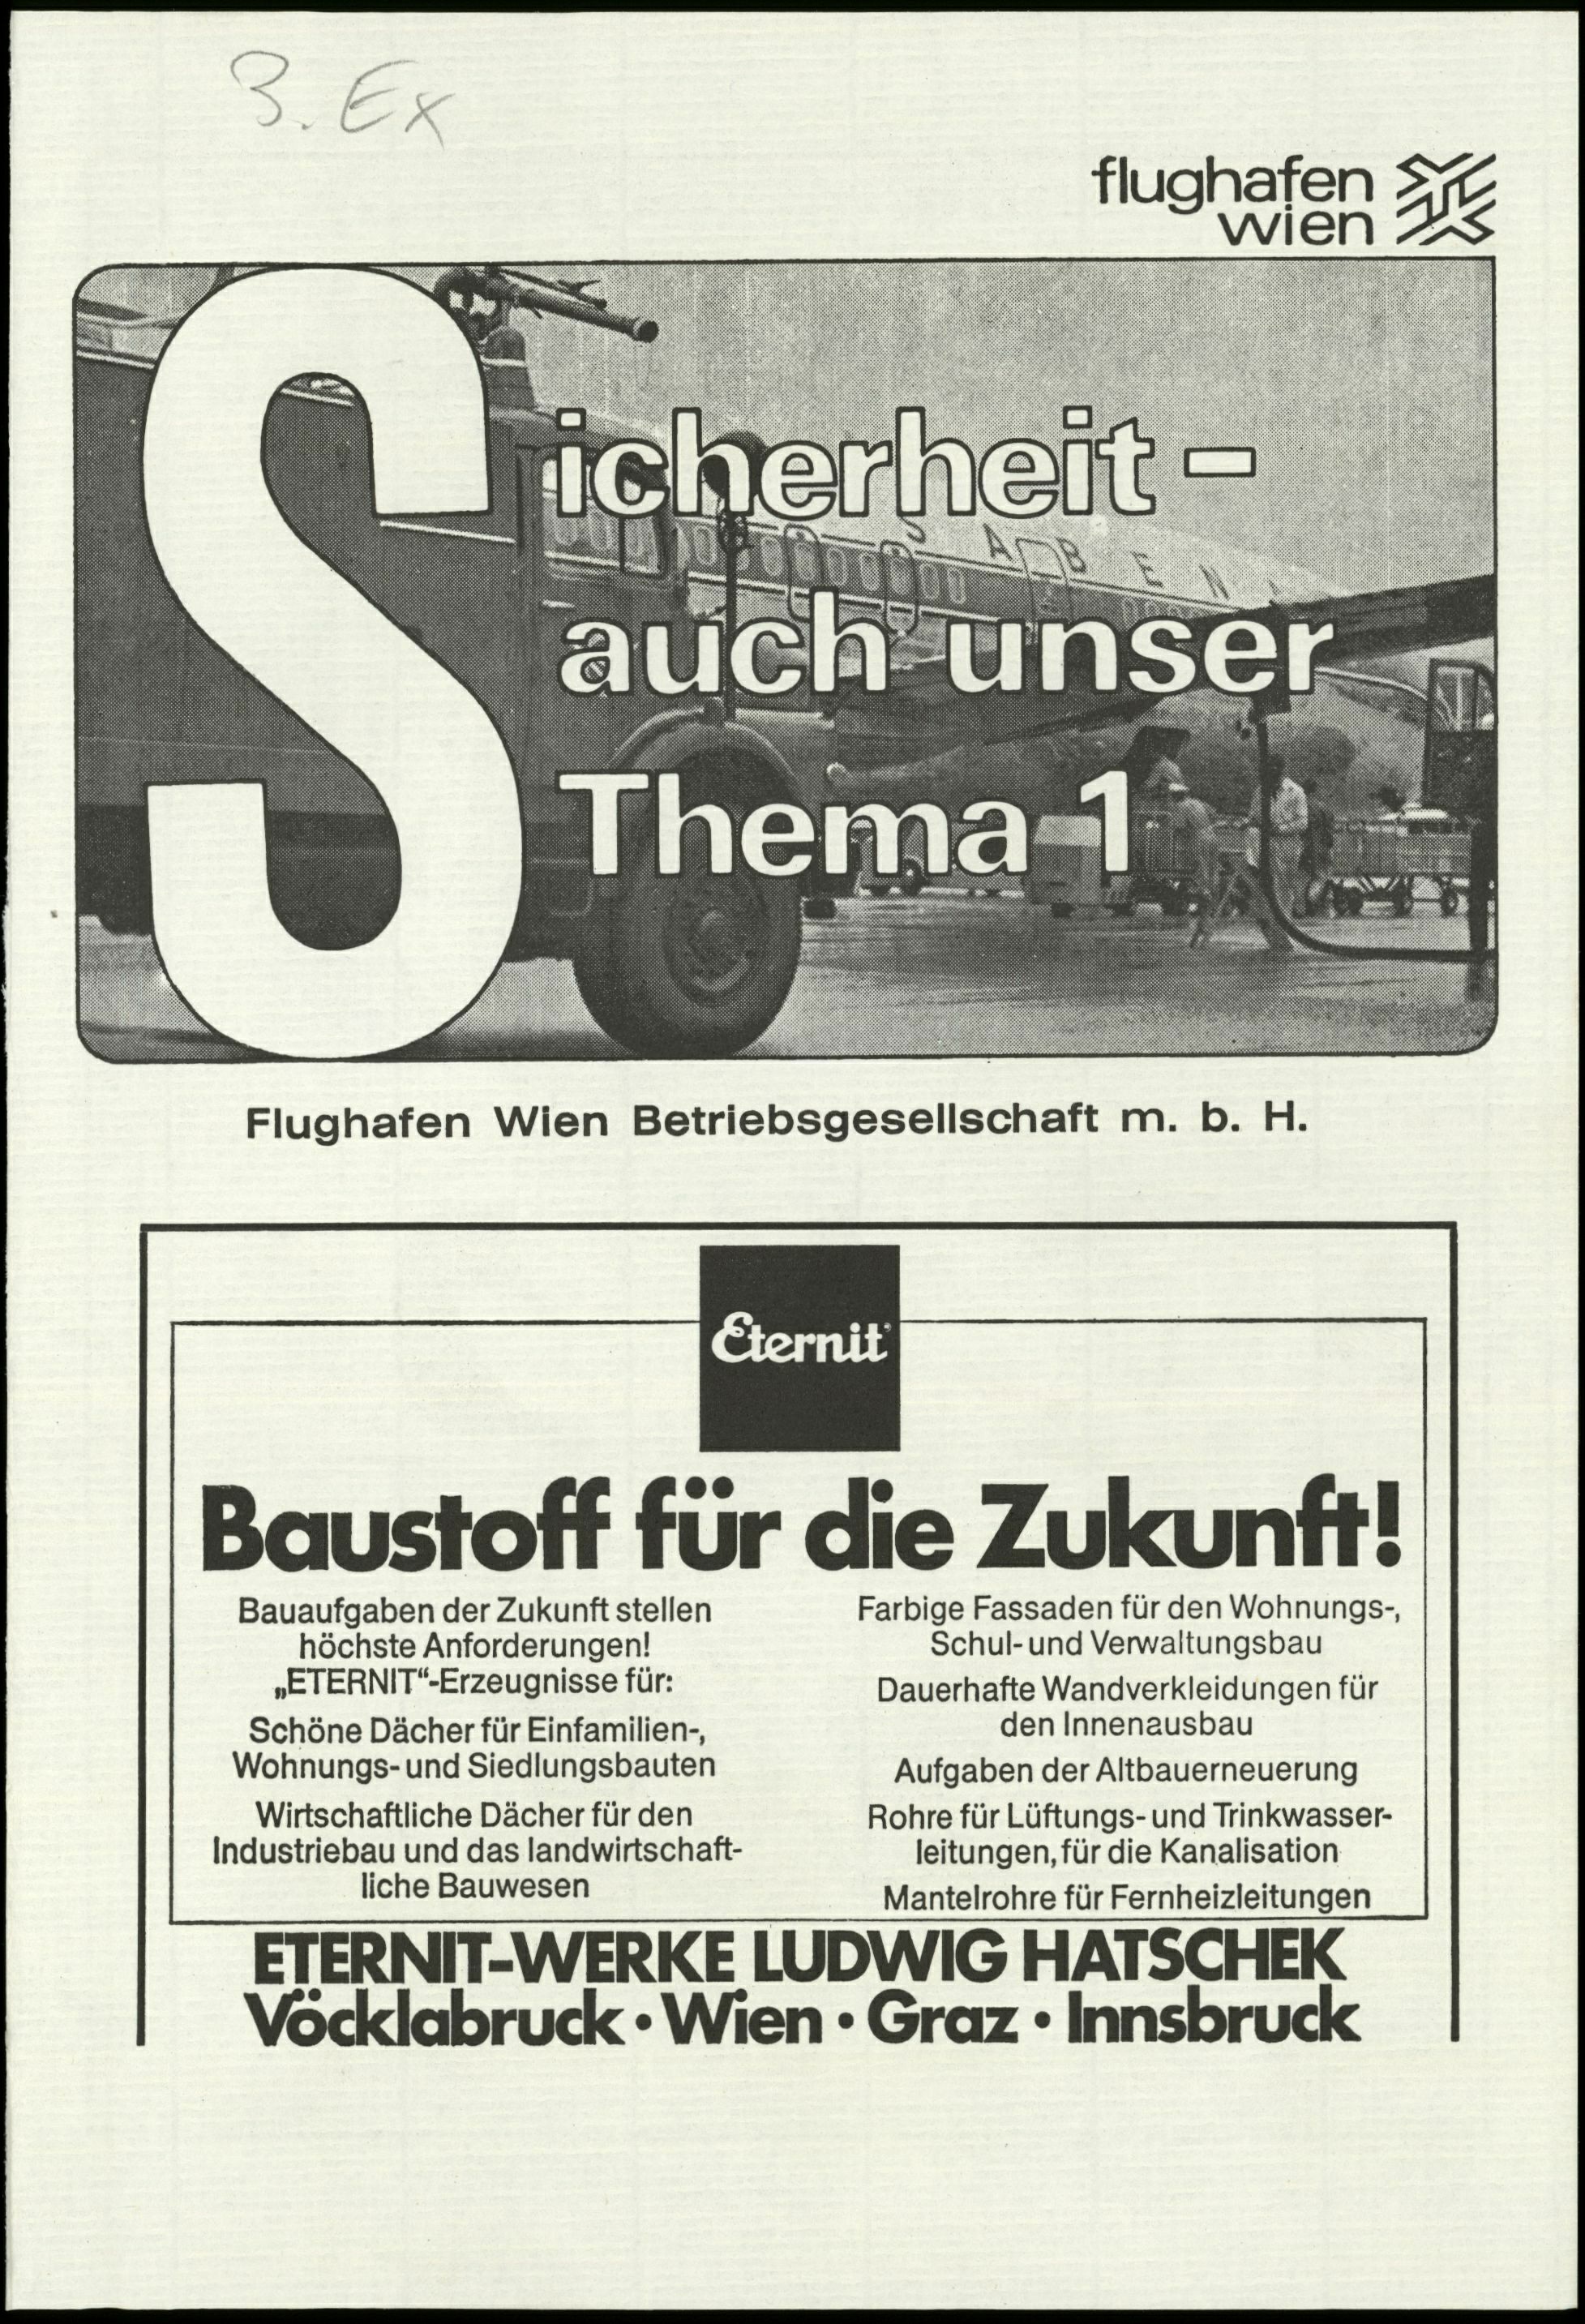 3. Ex
flughafen
wien
Sicherheit –
SABENA
auch unser
Thema 1
Flughafen Wien Betriebsgesellschaft m. b. H.
Eternit®
Baustoff für die Zukunft!
Bauaufgaben der Zukunft stellen
höchste Anforderungen!
„ETERNIT“-Erzeugnisse für:
Schöne Dächer für Einfamilien-,
Wohnungs- und Siedlungsbauten
Wirtschaftliche Dächer für den
Industriebau und das landwirtschaft-
liche Bauwesen
Farbige Fassaden für den Wohnungs-,
Schul- und Verwaltungsbau
Dauerhafte Wandverkleidungen für
den Innenausbau
Aufgaben der Altbauerneuerung
Rohre für Lüftungs- und Trinkwasser-
leitungen, für die Kanalisation
Mantelrohre für Fernheizleitungen
ETERNIT-WERKE LUDWIG HATSCHEK
Vöcklabruck · Wien · Graz · Innsbruck